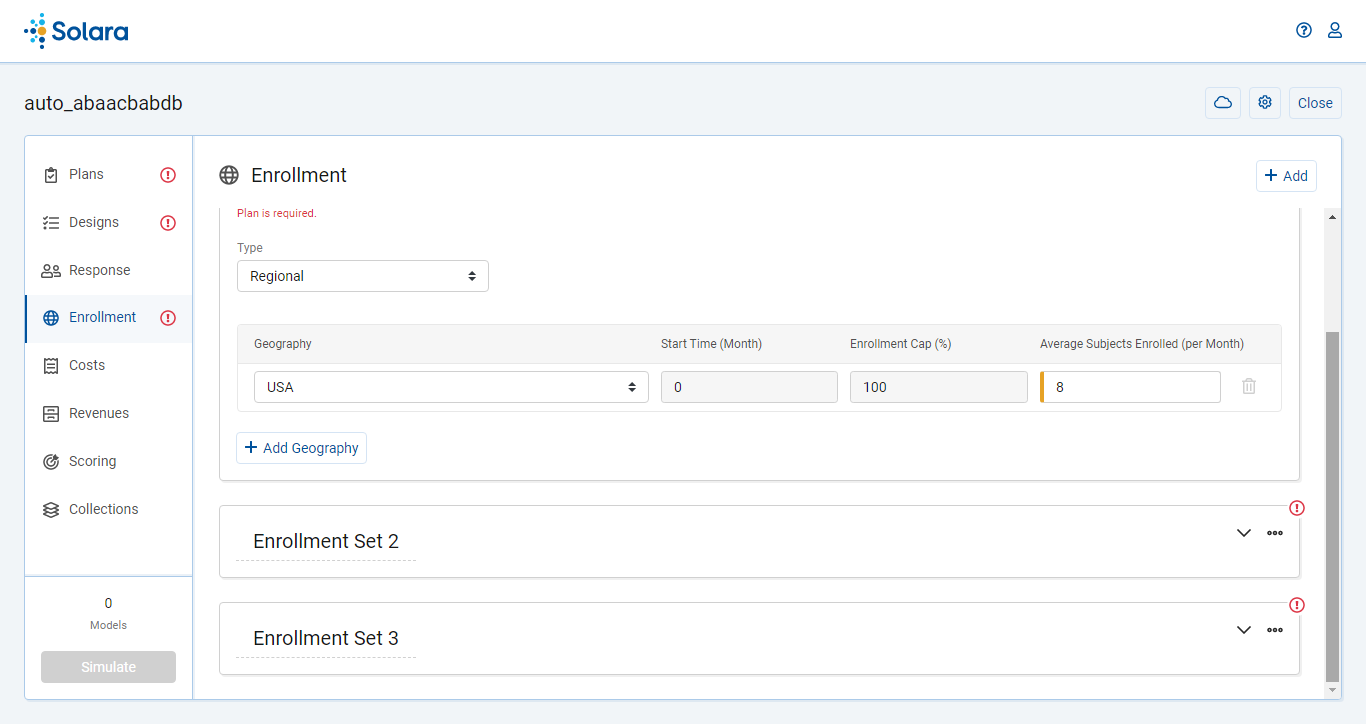 Solara
auto_abaacbabdb
Close
Plans
Designs
Response
Enrollment
Costs
Revenues
Scoring
Collections
0
Models
Simulate
Enrollment
+ Add
Plan is required.
Type
Regional
Geography Start Time (Month) Enrollment Cap (%) Average Subjects Enrolled (per Month)
USA 0 100 8
+ Add Geography
Enrollment Set 2
Enrollment Set 3